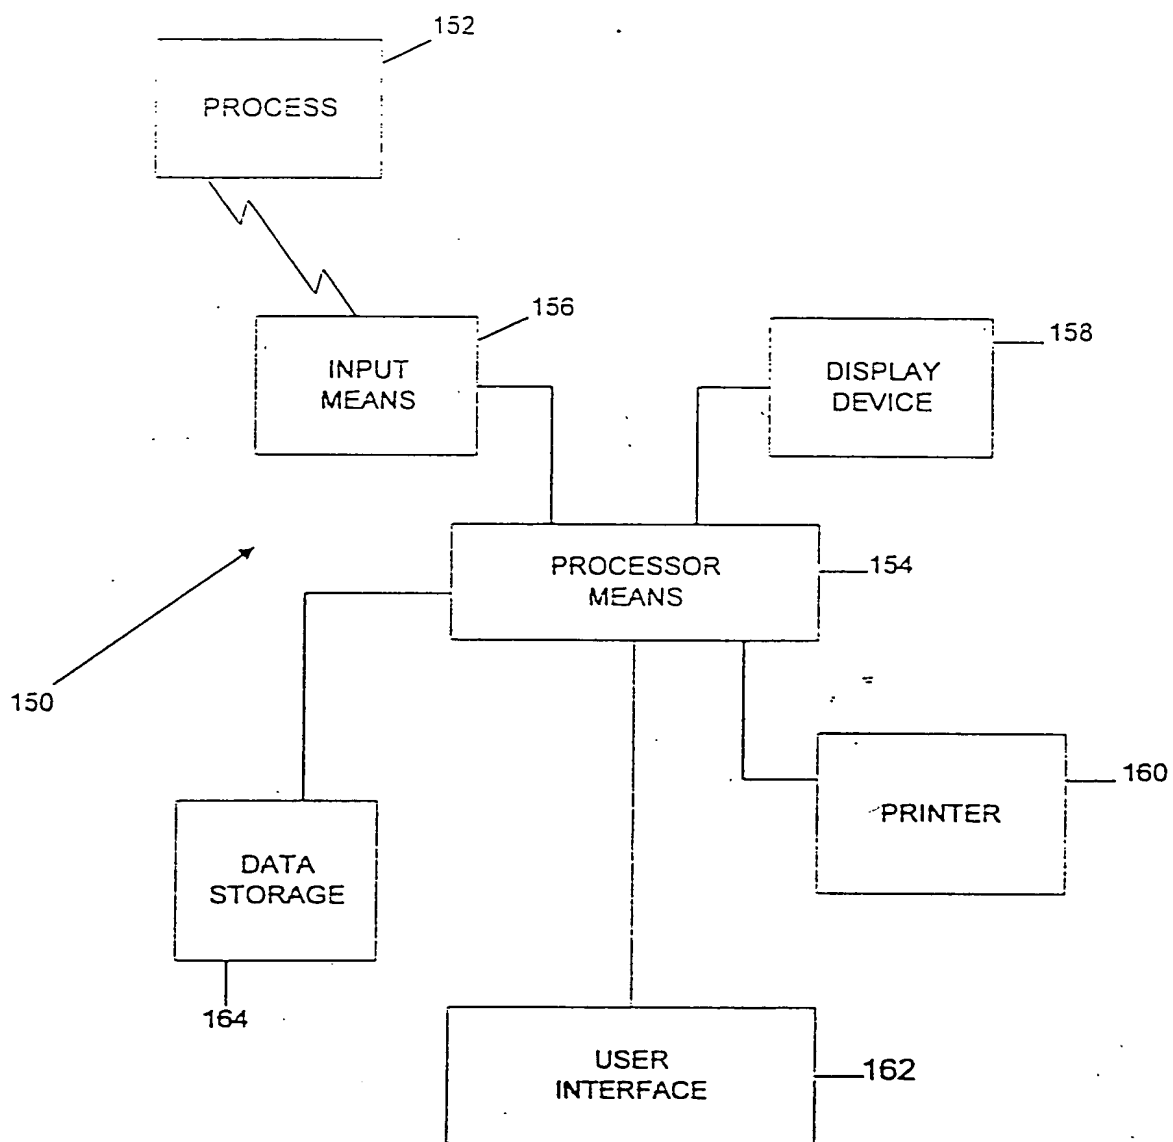 152
PROCESS
156
INPUT
MEANS
158
DISPLAY
DEVICE
PROCESSOR
MEANS
154
150
160
PRINTER
DATA
STORAGE
164
USER
INTERFACE
162